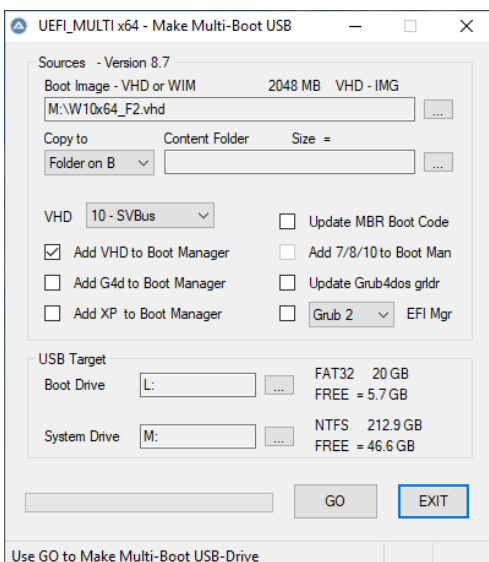 UEFI_MULTI x64 - Make Multi-Boot USB
Sources - Version 8.7
Boot Image - VHD or WIM 2048 MB VHD - IMG
M:\W10x64_F2.vhd ...
Copy to Content Folder Size =
Folder on B ...
VHD 10 - SVBus Update MBR Boot Code
Add VHD to Boot Manager Add 7/8/10 to Boot Man
Add G4d to Boot Manager Update Grub4dos grldr
Add XP to Boot Manager Grub 2 EFI Mgr
USB Target
Boot Drive L: ... FAT32 20 GB
FREE = 5.7 GB
System Drive M: ... NTFS 212.9 GB
FREE = 46.6 GB
GO EXIT
Use GO to Make Multi-Boot USB-Drive